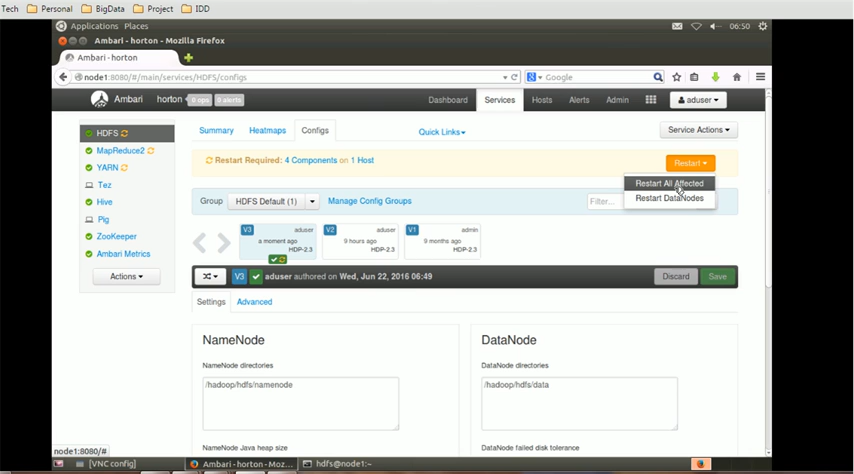 Tech Personal BigData Project IDD
Applications Places 06:50
Ambari - horton - Mozilla Firefox
Ambari - horton
node1:8080/#/main/services/HDFS/configs Google
Ambari horton 0 ops 0 alerts Dashboard Services Hosts Alerts Admin aduser
HDFS
MapReduce2
YARN
Tez
Hive
Pig
ZooKeeper
Ambari Metrics
Actions
Summary Heatmaps Configs Quick Links Service Actions
Restart Required: 4 Components on 1 Host Restart
Restart All Affected
Restart DataNodes
Group HDFS Default (1) Manage Config Groups Filter...
V3 aduser
a moment ago
HDP-2.3
V2 aduser
9 hours ago
HDP-2.3
V1 admin
9 months ago
HDP-2.3
V3 aduser authored on Wed, Jun 22, 2016 06:49 Discard Save
Settings Advanced
NameNode
NameNode directories
/hadoop/hdfs/namenode
NameNode Java heap size
DataNode
DataNode directories
/hadoop/hdfs/data
DataNode failed disk tolerance
node1:8080/#
[VNC config] Ambari - horton - Moz... hdfs@node1:~